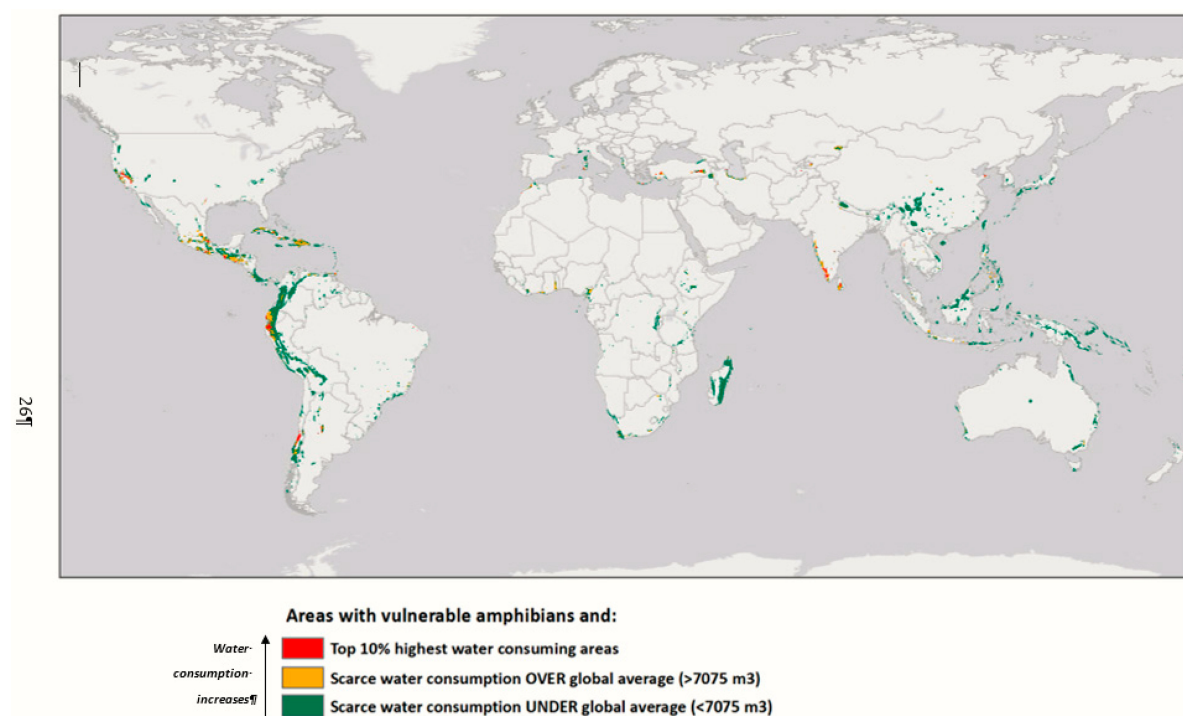 26¶
Areas with vulnerable amphibians and:
Water·
consumption·
increases¶
Top 10% highest water consuming areas
Scarce water consumption OVER global average (>7075 m3)
Scarce water consumption UNDER global average (<7075 m3)